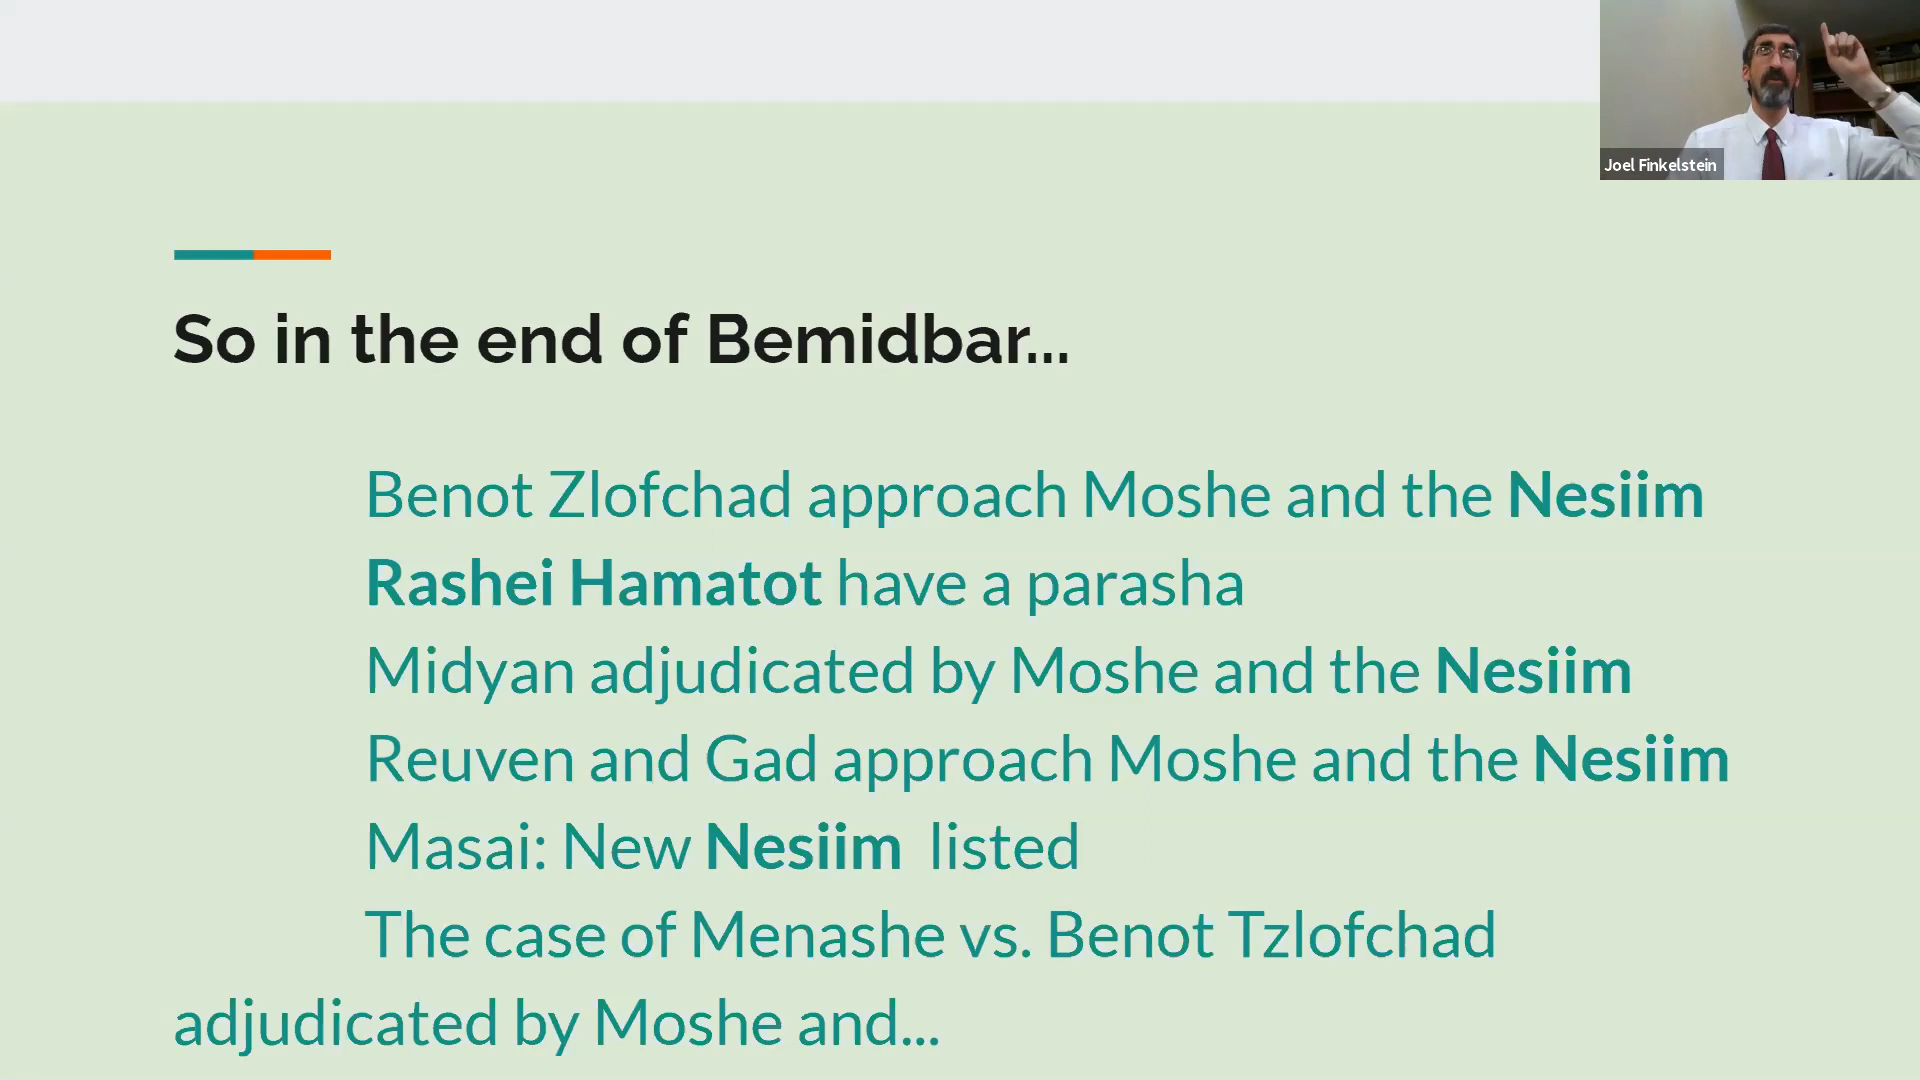 Joel Finkelstein
So in the end of Bemidbar...
Benot Zlofchad approach Moshe and the Nesiim
Rashei Hamatot have a parasha
Midyan adjudicated by Moshe and the Nesiim
Reuven and Gad approach Moshe and the Nesiim
Masai: New Nesiim listed
The case of Menashe vs. Benot Tzlofchad
adjudicated by Moshe and...